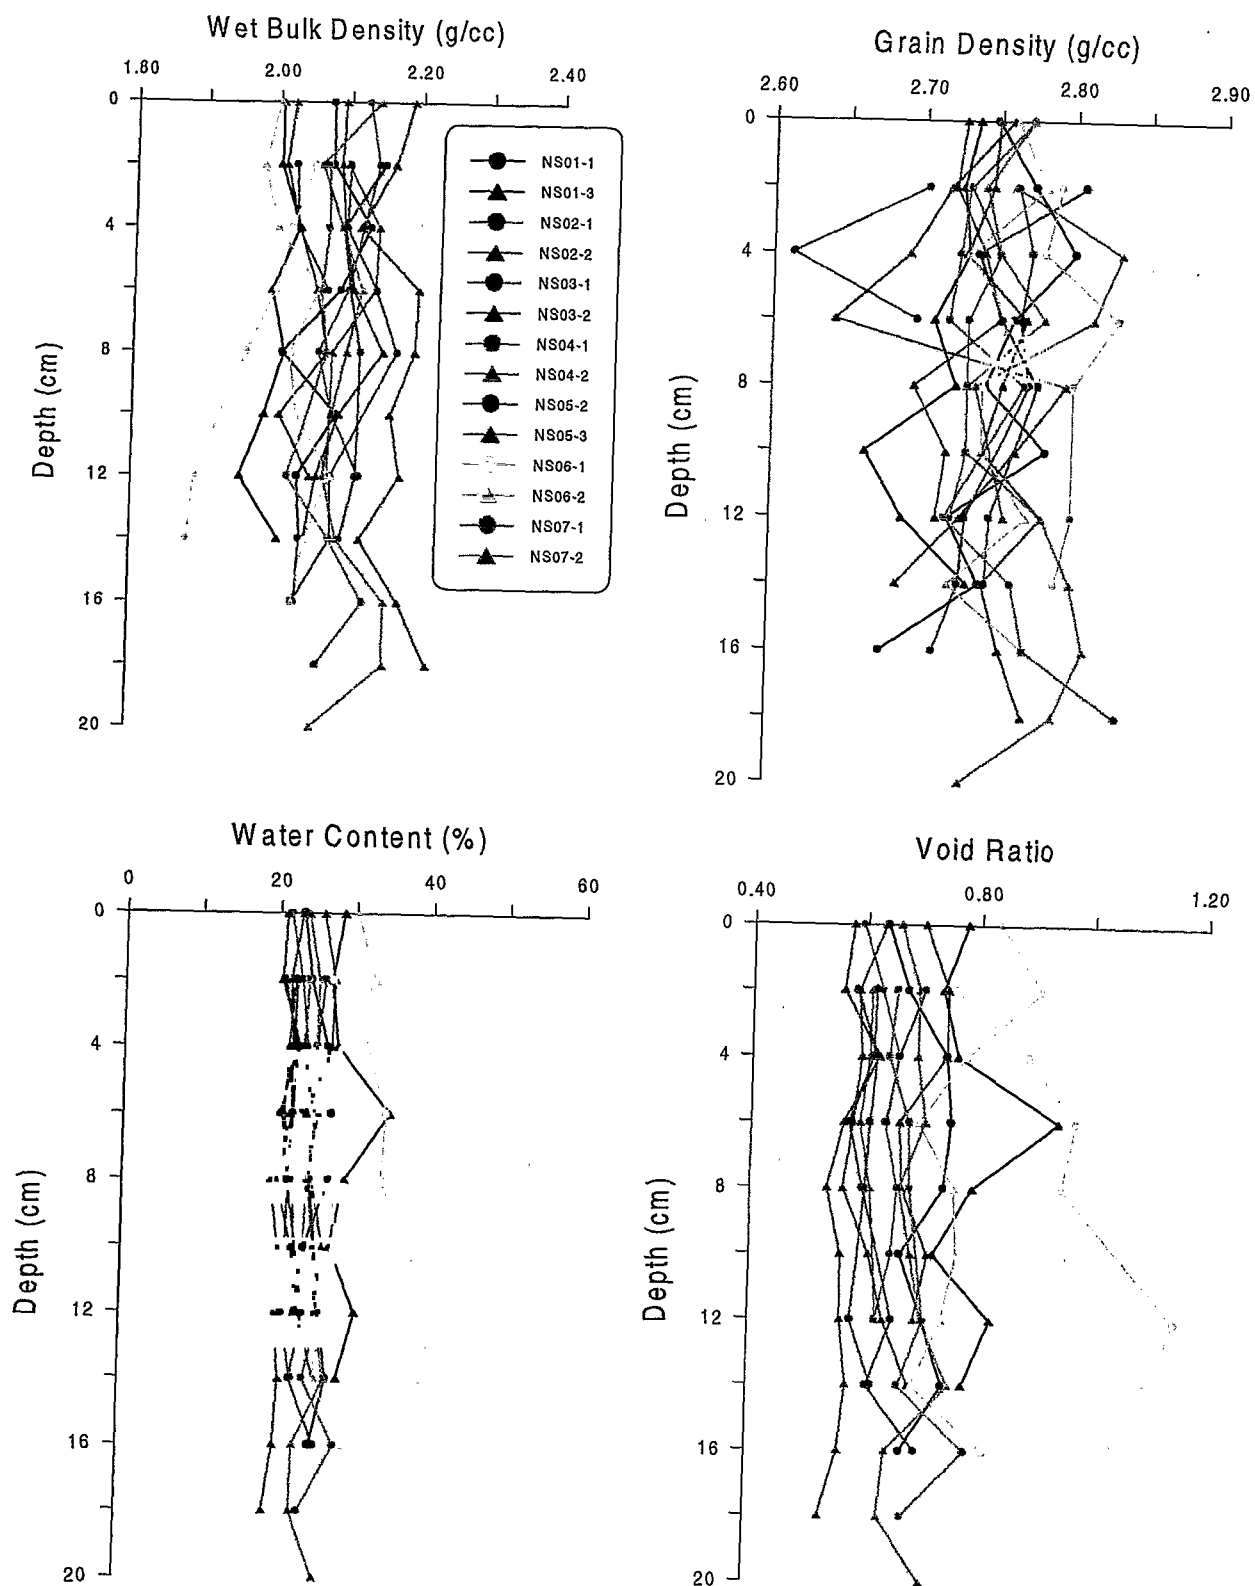 Wet Bulk Density (g/cc)
1.80 2.00 2.20 2.40
0
4
8
12
16
20
Depth (cm)
NS01-1
NS01-3
NS02-1
NS02-2
NS03-1
NS03-2
NS04-1
NS04-2
NS05-2
NS05-3
NS06-1
NS06-2
NS07-1
NS07-2
Grain Density (g/cc)
2.60 2.70 2.80 2.90
0
4
8
12
16
20
Depth (cm)
Water Content (%)
0 20 40 60
0
4
8
12
16
20
Depth (cm)
Void Ratio
0.40 0.80 1.20
0
4
8
12
16
20
Depth (cm)